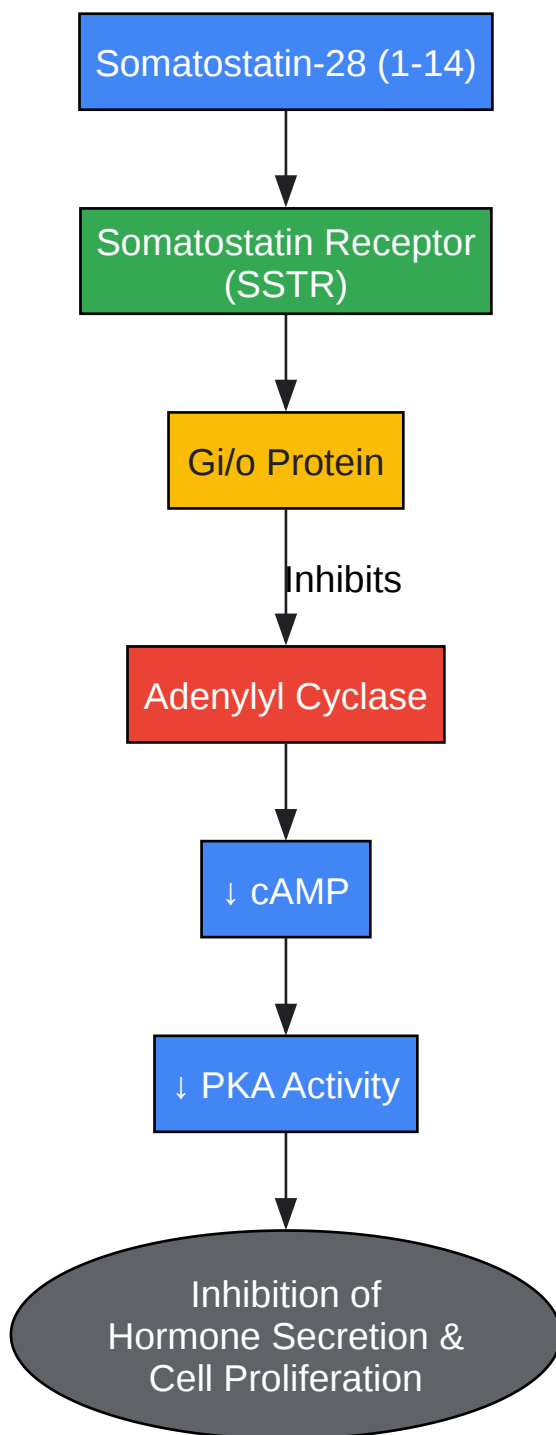 Somatostatin-28 (1-14)
Somatostatin Receptor
(SSTR)
Gi/o Protein
Inhibits
Adenylyl Cyclase
↓ cAMP
↓ PKA Activity
Inhibition of
Hormone Secretion &
Cell Proliferation